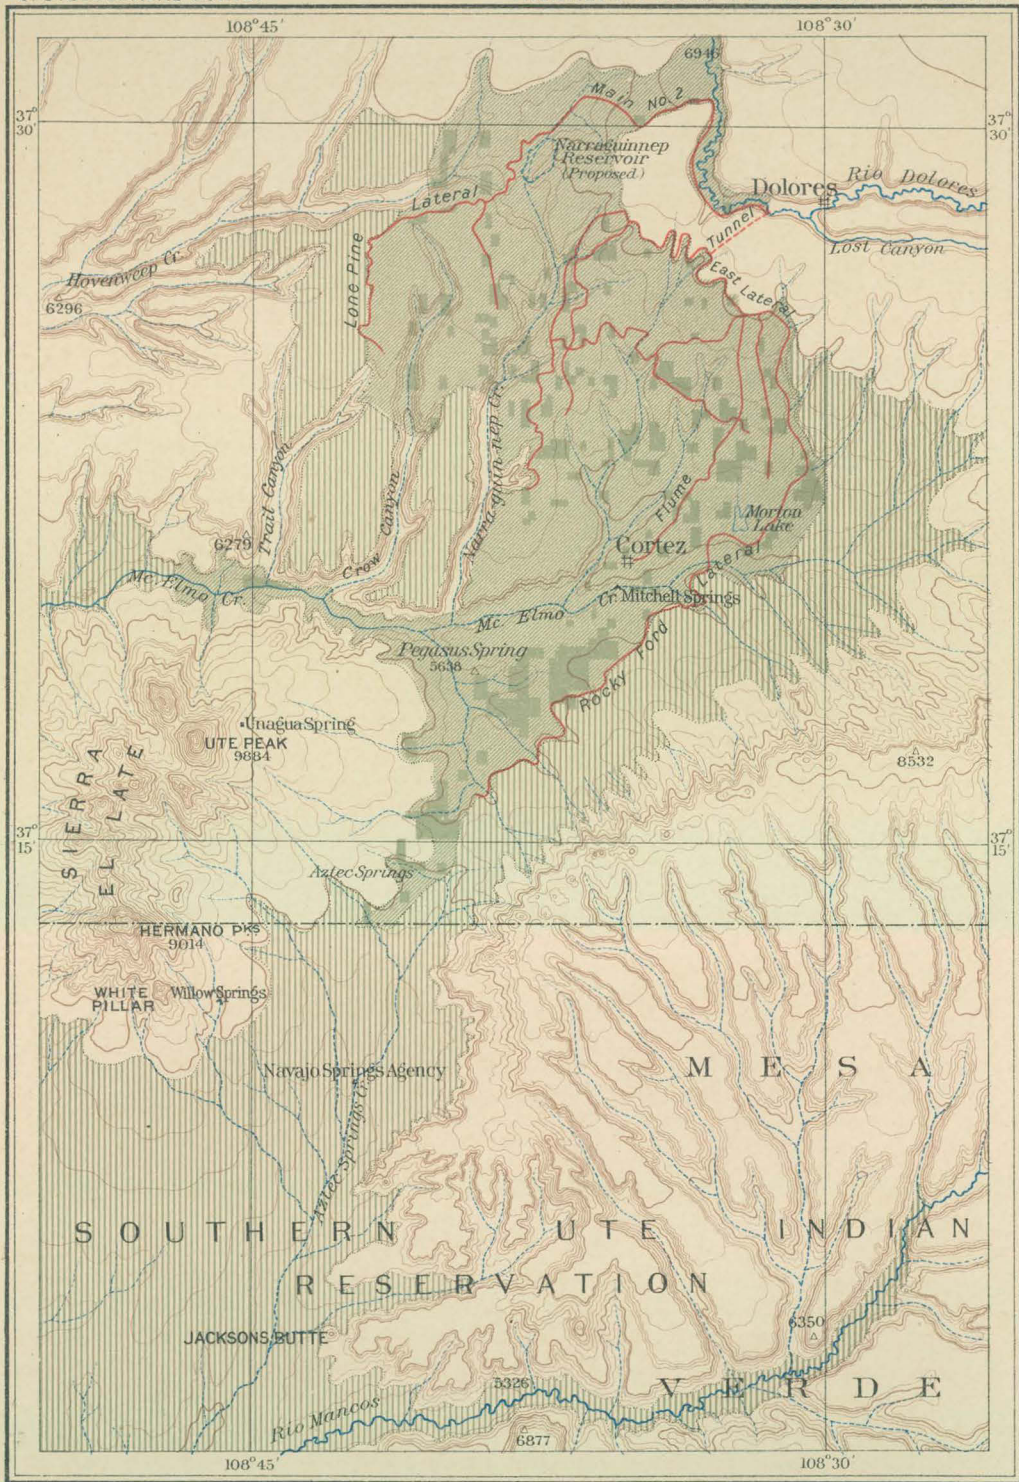 108°45'
108°30'
6946
Main No. 2
37°
30'
37°
30'
Narraguinnep
Reservoir
(Proposed)
Dolores
Rio Dolores
Lateral
Tunnel
Lost Canyon
Lone Pine
Hovenweep Cr.
East Lateral
6296
Narra-guin-nep Cr.
Trail Canyon
Crow Canyon
Flume
Morton
Lake
6279
Cortez
Mc. Elmo Cr.
Lateral
Mc. Elmo Cr.
Mitchell Springs
Pegasus Spring
5638
Rocky Ford
Unagua Spring
UTE PEAK
9884
SIERRA
EL LATE
8532
37°
15'
37°
15'
Aztec Springs
HERMANO PKS
9014
WHITE
PILLAR
Willow Springs
Navajo Springs Agency
MESA
Aztec Springs Cr.
SOUTHERN UTE INDIAN
RESERVATION
JACKSONS BUTTE
6350
5326
VERDE
Rio Mancos
6877
108°45'
108°30'